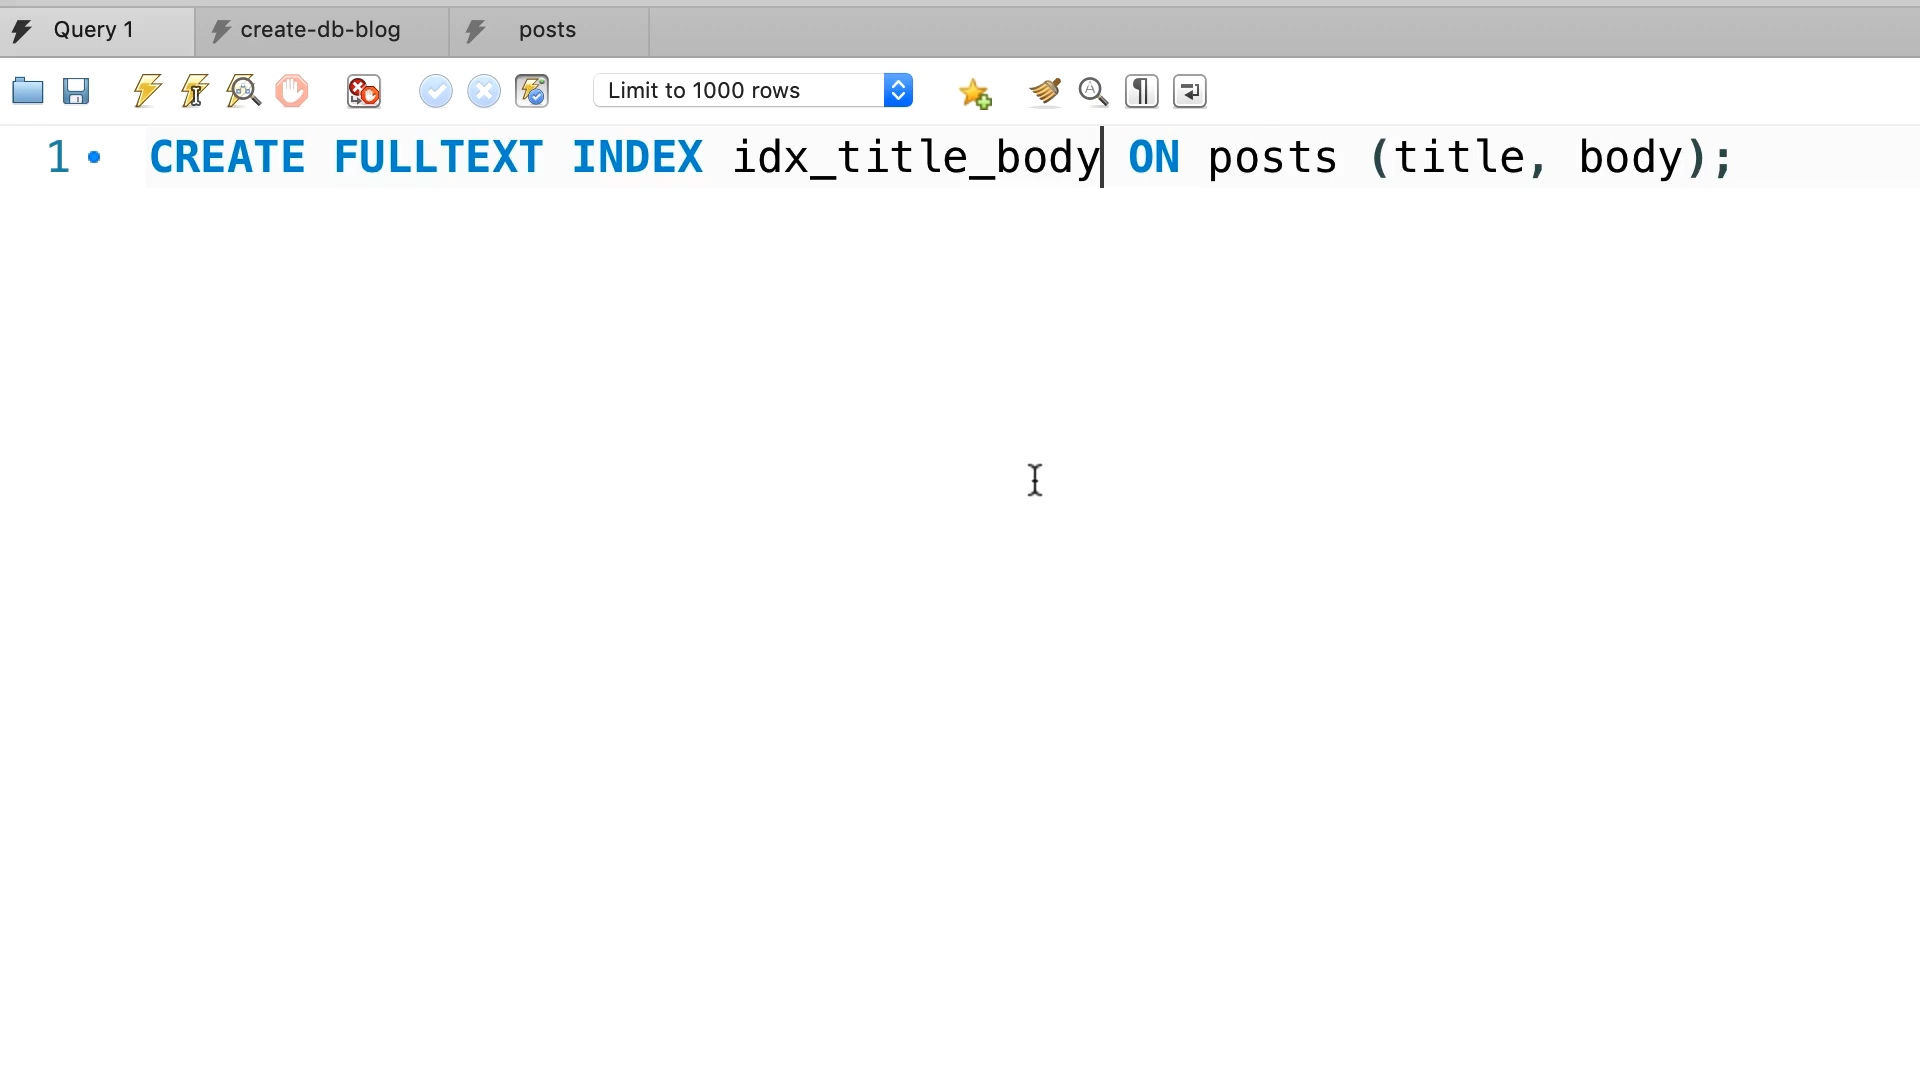 Query 1
create-db-blog
posts
Limit to 1000 rows
1 CREATE FULLTEXT INDEX idx_title_body ON posts (title, body);